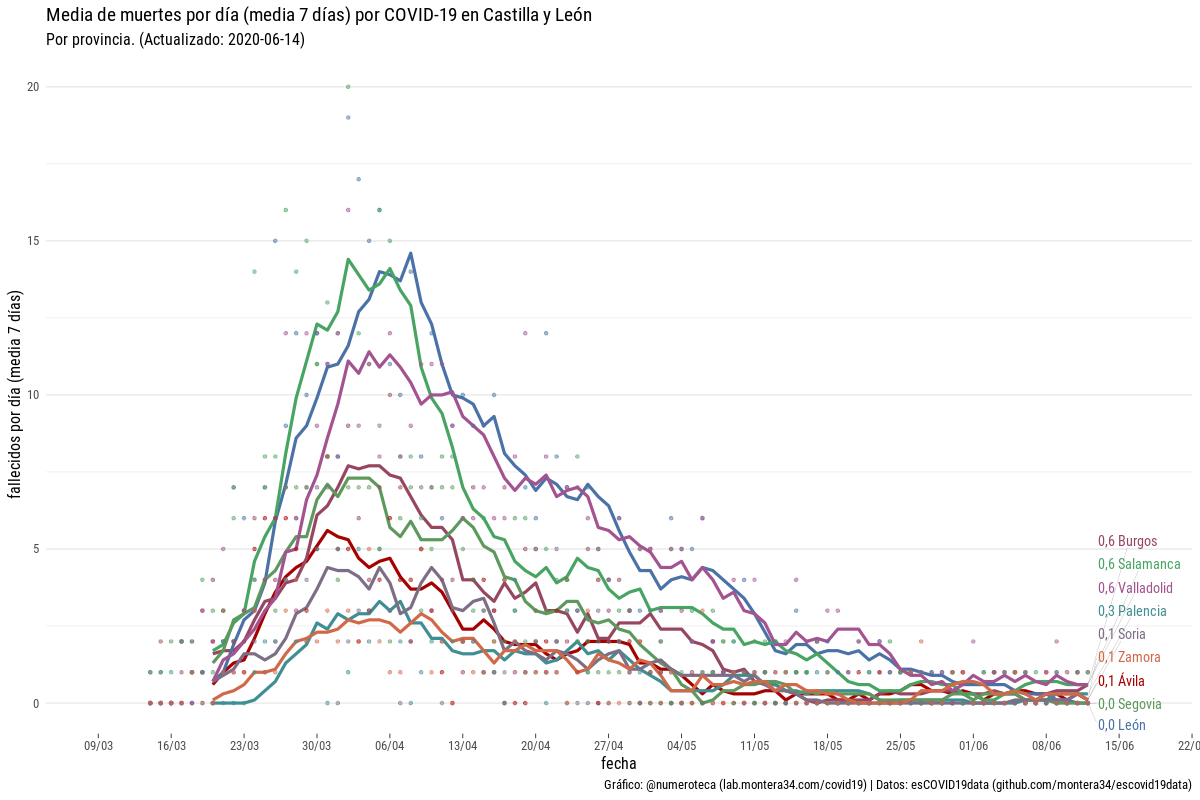 Media de muertes por día (media 7 días) por COVID-19 en Castilla y León
Por provincia. (Actualizado: 2020-06-14)
fallecidos por día (media 7 días)
20
15
10
5
0
0,6 Burgos
0,6 Salamanca
0,6 Valladolid
0,3 Palencia
0,1 Soria
0,1 Zamora
0,1 Ávila
0,0 Segovia
0,0 León
09/03 16/03 23/03 30/03 06/04 13/04 20/04 27/04 04/05 11/05 18/05 25/05 01/06 08/06 15/06 22/0
fecha
Gráfico: @numeroteca (lab.montera34.com/covid19) | Datos: esCOVID19data (github.com/montera34/escovid19data)